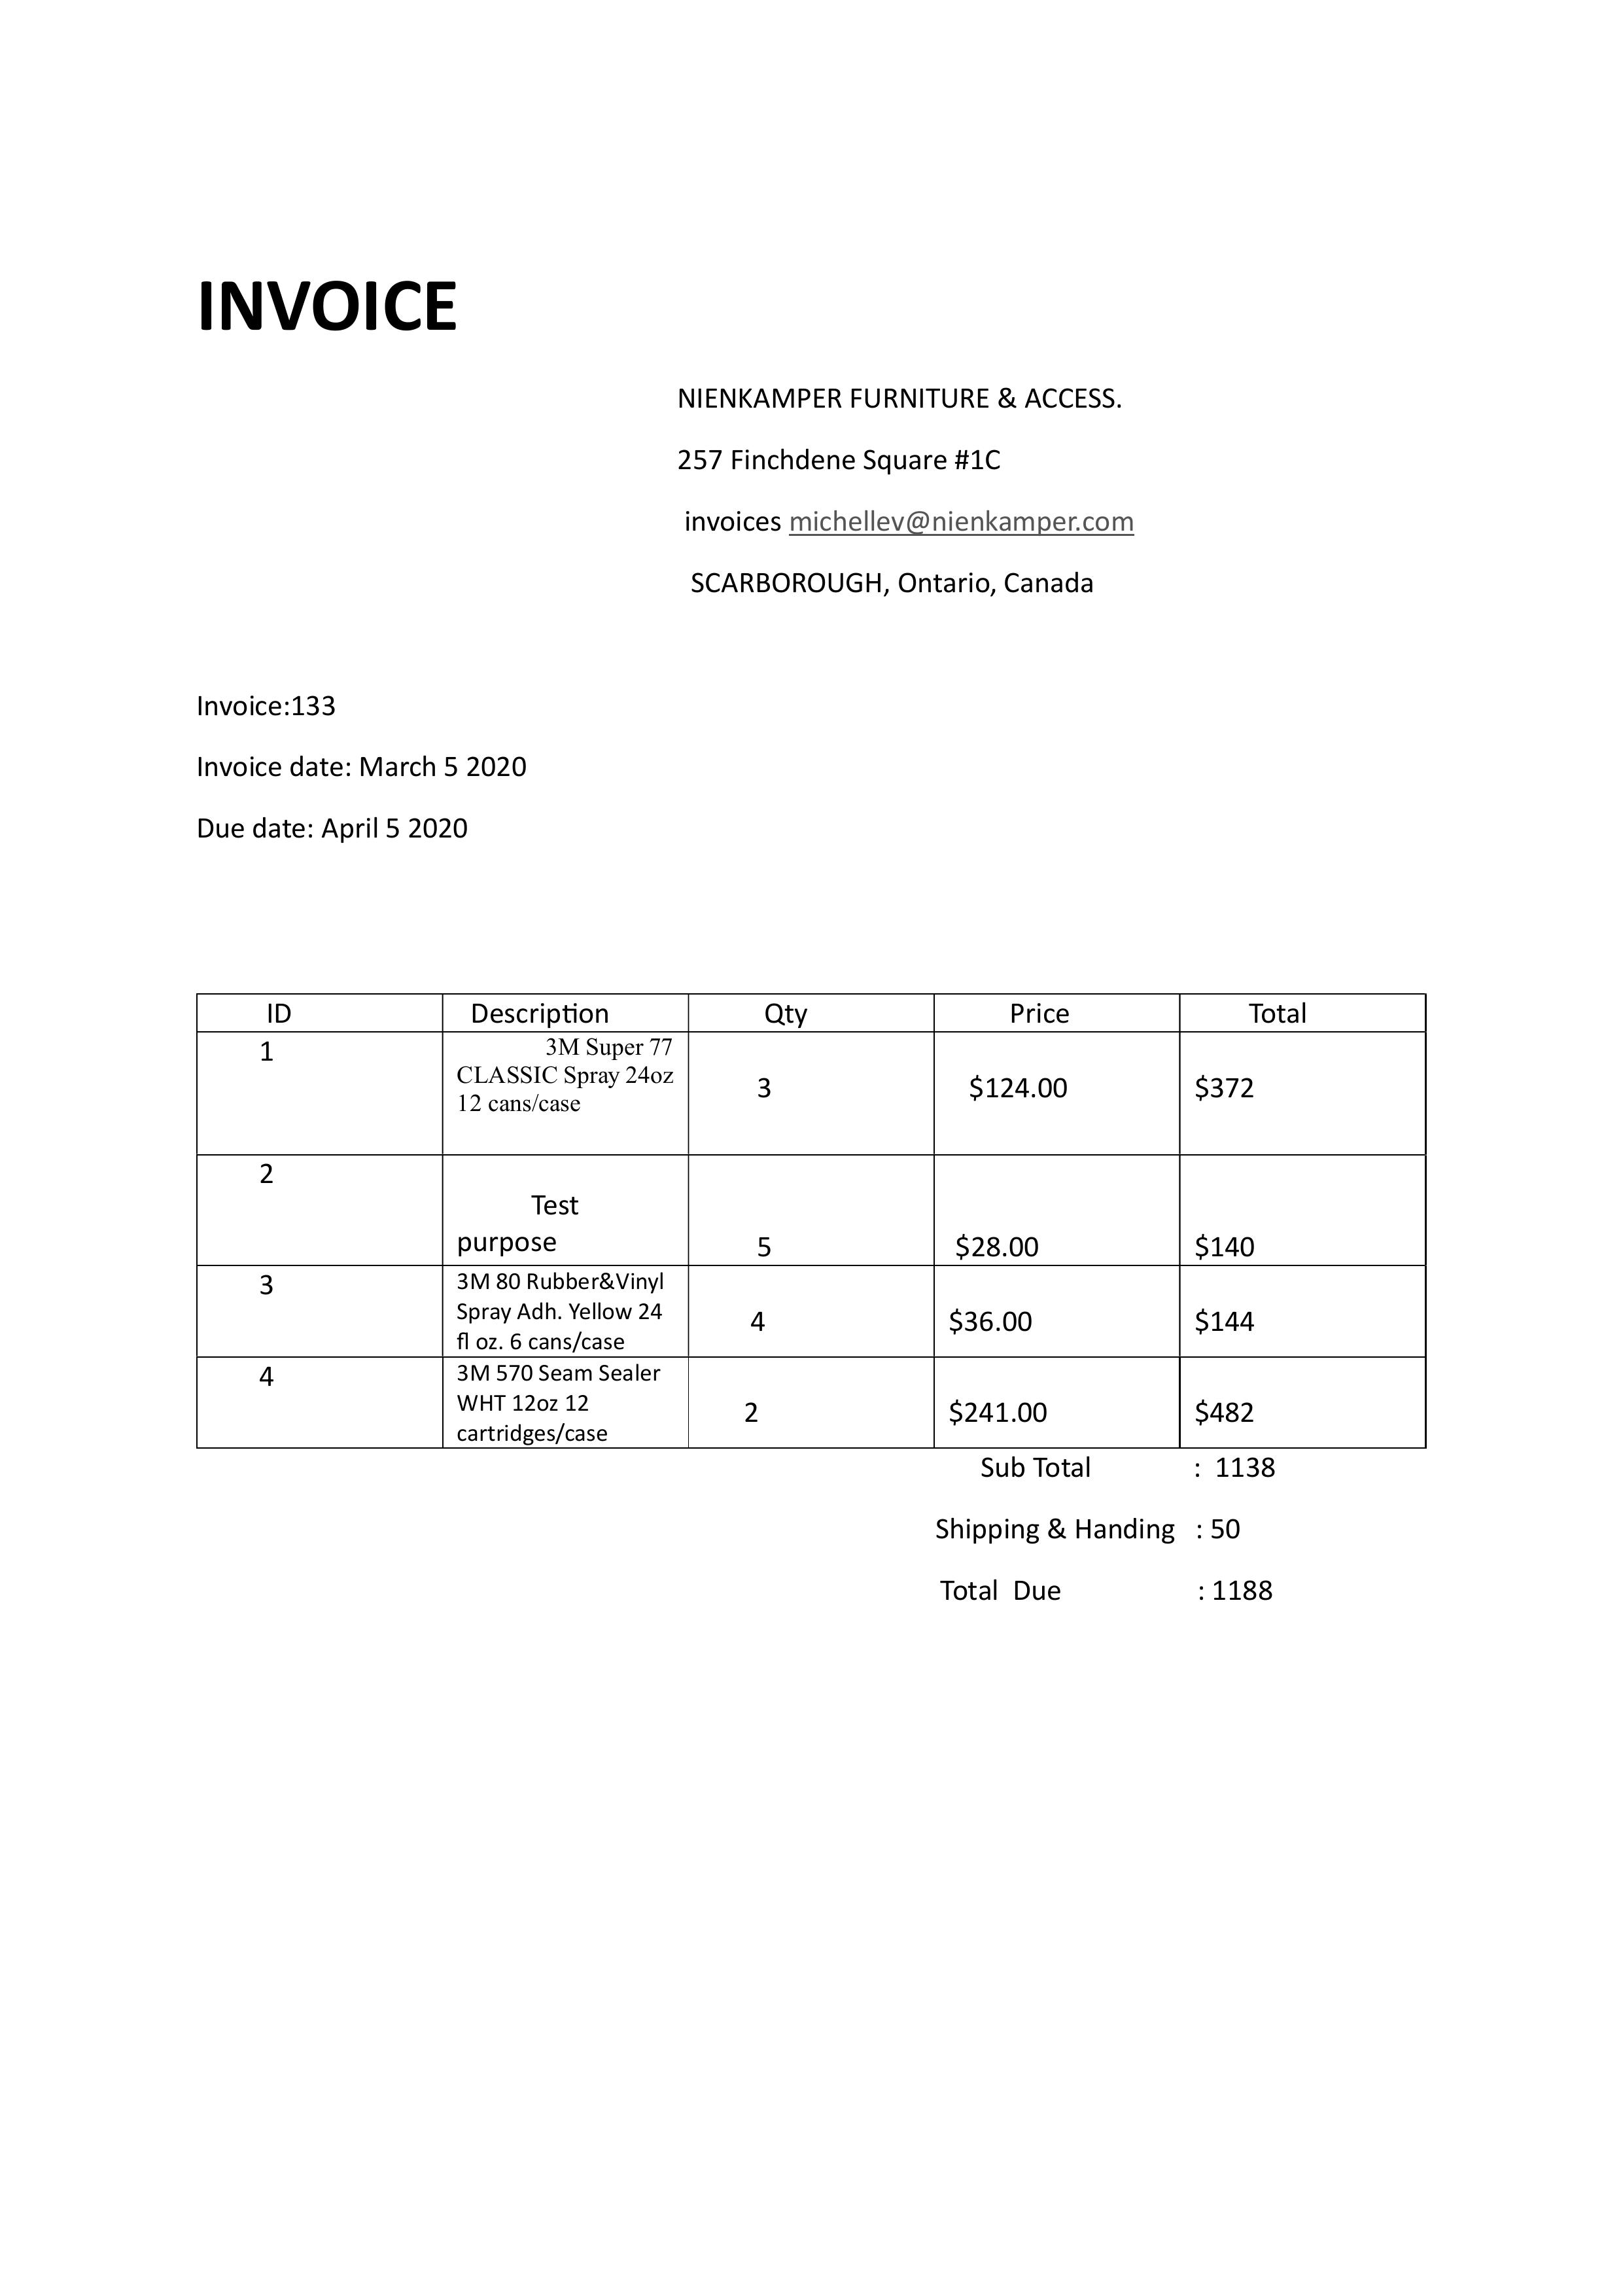 INVOICE
NIENKAMPER FURNITURE & ACCESS.
257 Finchdene Square #1C
invoices michellev@nienkamper.com
SCARBOROUGH, Ontario, Canada
Invoice:133
Invoice date: March 5 2020
Due date: April 5 2020
ID Description Qty Price Total
1 3M Super 77
CLASSIC Spray 24oz
12 cans/case
3 $124.00 $372
2
Test
purpose
5 $28.00 $140
3 3M 80 Rubber&Vinyl
Spray Adh. Yellow 24
fl oz. 6 cans/case
4 $36.00 $144
4 3M 570 Seam Sealer
WHT 12oz 12
cartridges/case
2 $241.00 $482
Sub Total : 1138
Shipping & Handing : 50
Total Due : 1188